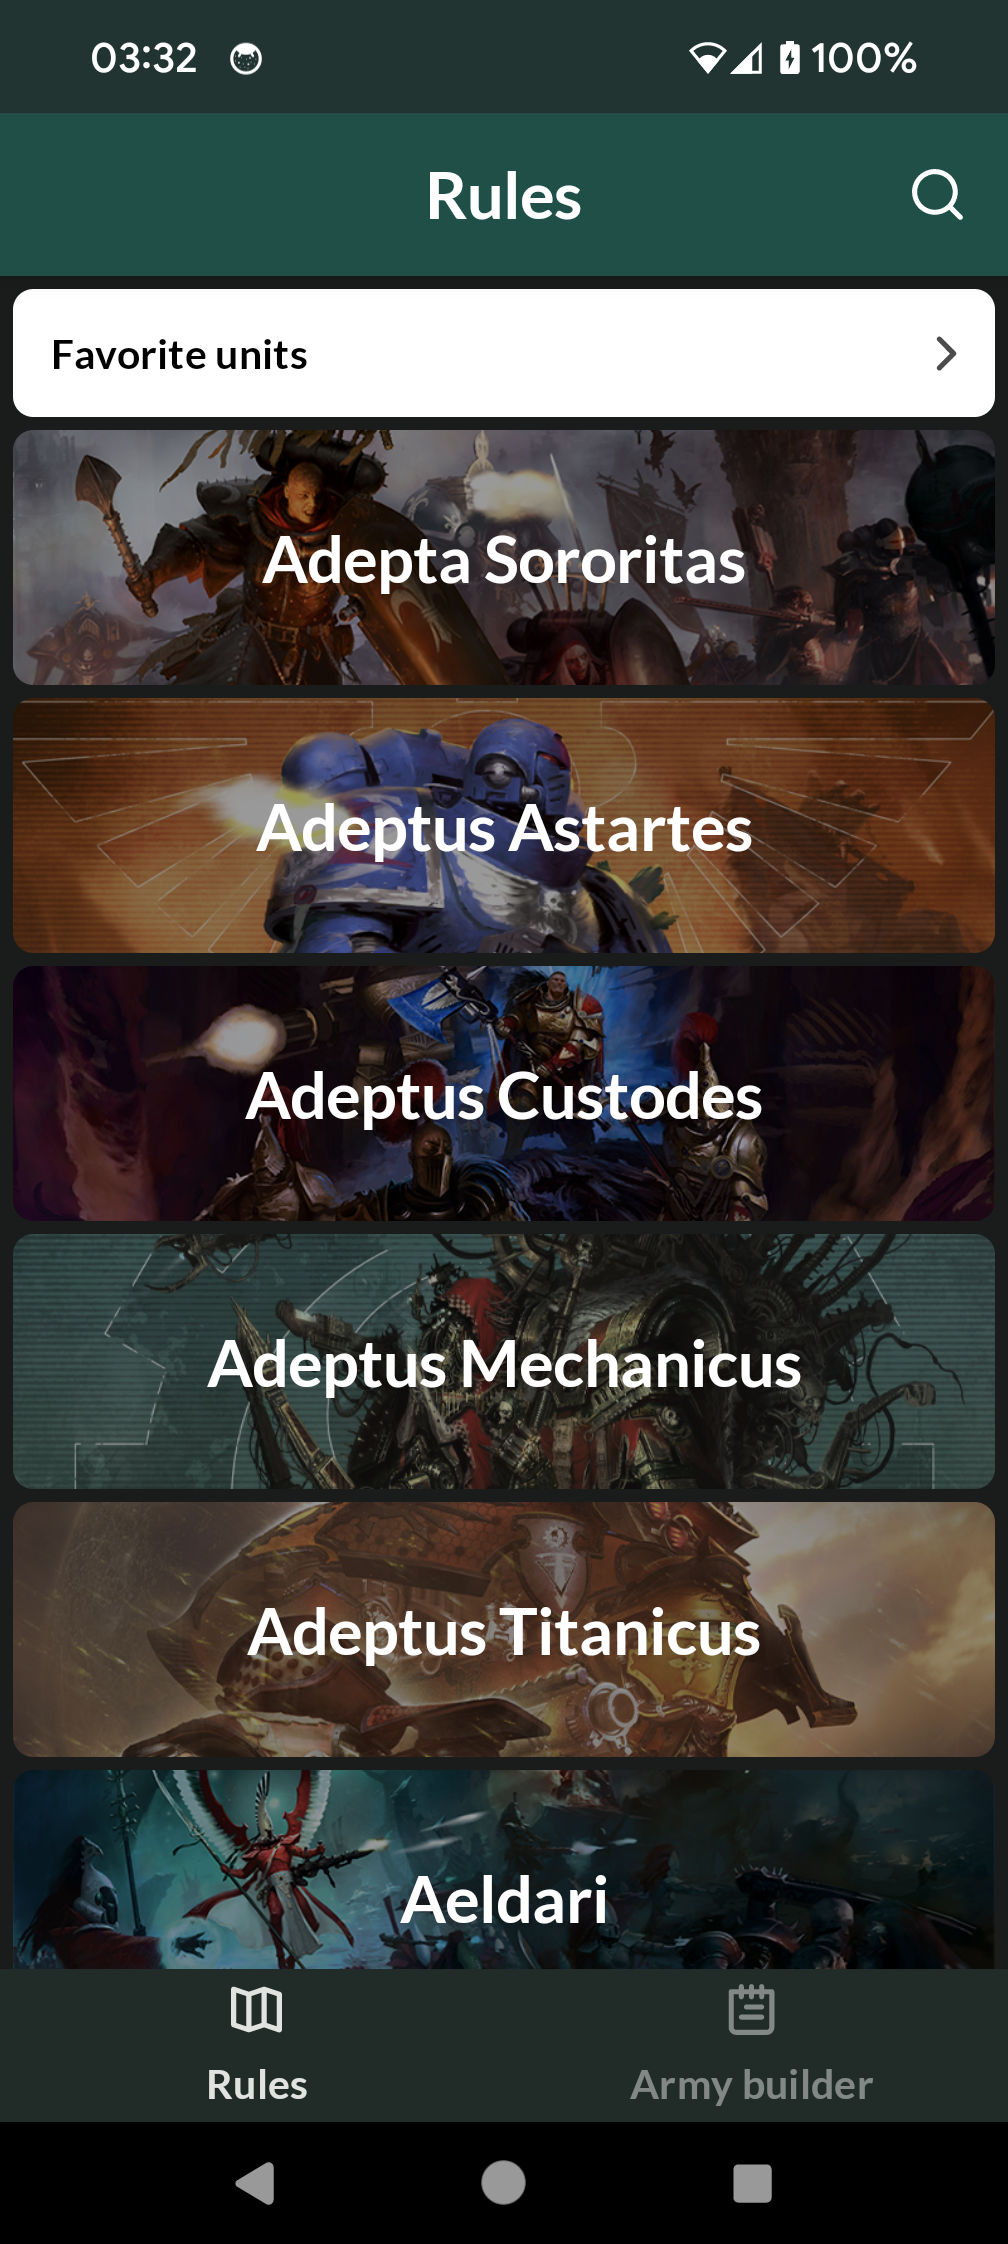 03:32 100%
Rules
Favorite units
Adepta Sororitas
Adeptus Astartes
Adeptus Custodes
Adeptus Mechanicus
Adeptus Titanicus
Aeldari
Rules Army builder